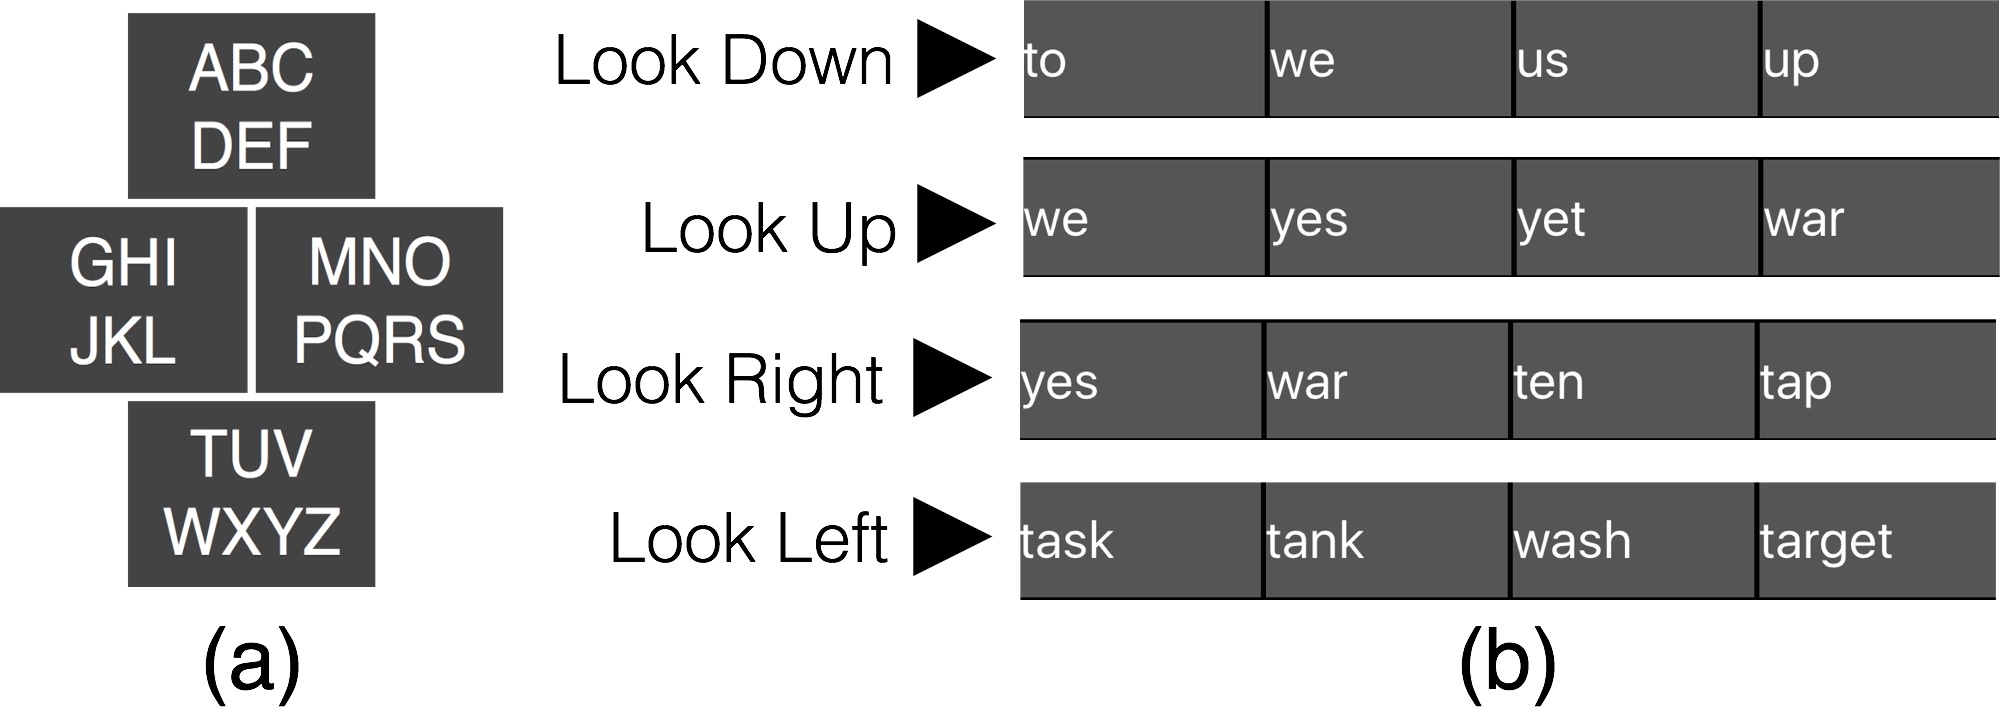 ABC
DEF
GHI
JKL
MNO
PQRS
TUV
WXYZ
(a)
Look Down to we us up
Look Up we yes yet war
Look Right yes war ten tap
Look Left task tank wash target
(b)